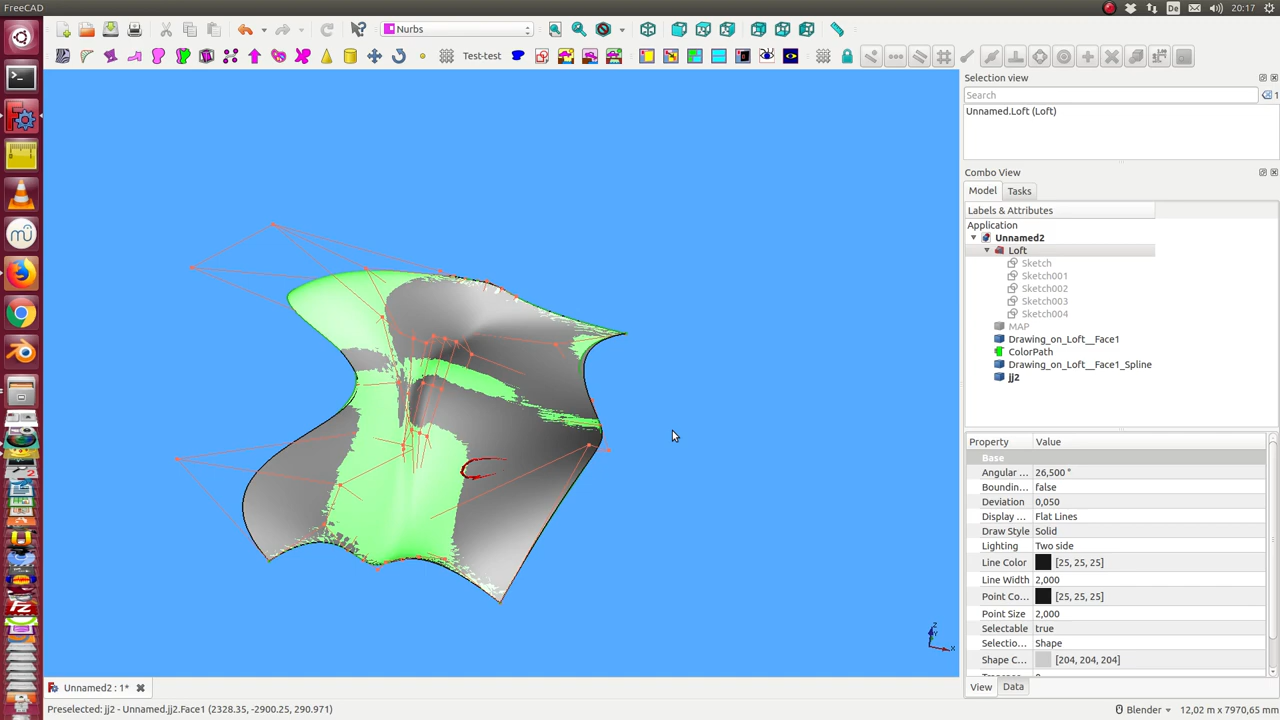 FreeCAD
De
20:17
Nurbs
Test-test
Selection view
Search
1
Unnamed.Loft (Loft)
Combo View
Model
Tasks
Labels & Attributes
Application
Unnamed2
Loft
Sketch
Sketch001
Sketch002
Sketch003
Sketch004
MAP
Drawing_on_Loft__Face1
ColorPath
Drawing_on_Loft__Face1_Spline
jj2
Property Value
Base
Angular ... 26,500 °
Boundin... false
Deviation 0,050
Display ... Flat Lines
Draw Style Solid
Lighting Two side
Line Color [25, 25, 25]
Line Width 2,000
Point Co... [25, 25, 25]
Point Size 2,000
Selectable true
Selectio... Shape
Shape C... [204, 204, 204]
View
Data
Unnamed2 : 1*
Preselected: jj2 - Unnamed.jj2.Face1 (2328.35, -2900.25, 290.971)
Blender
12,02 m x 7970,65 mm